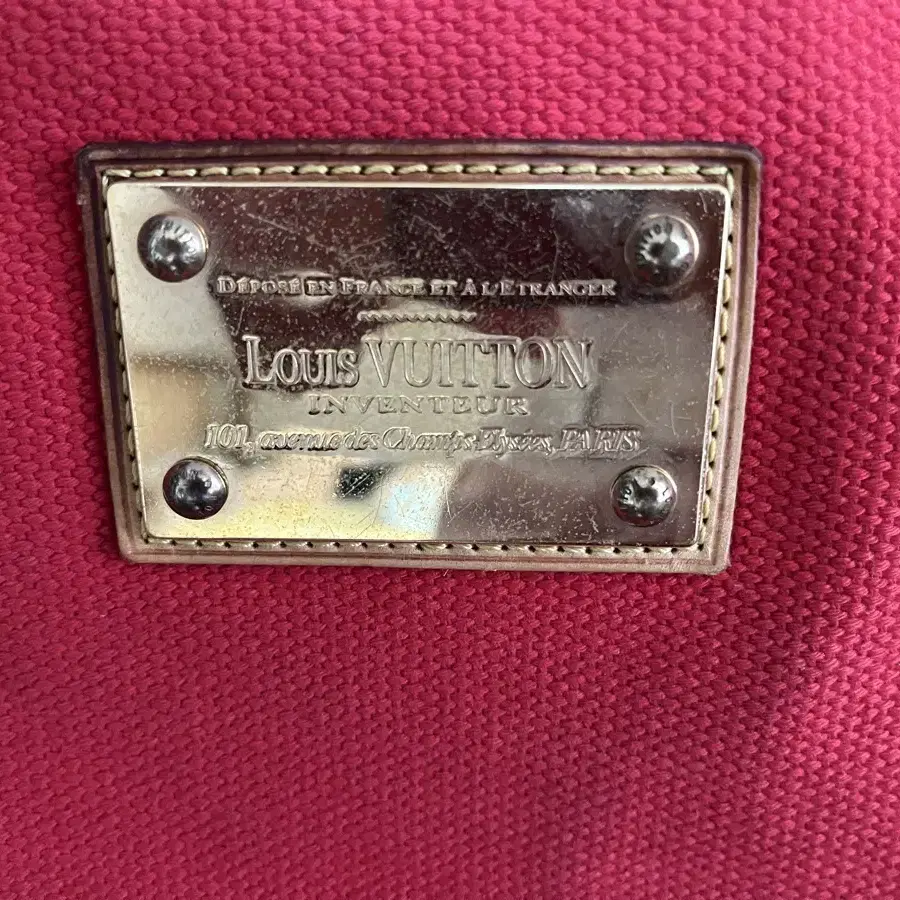 DÉPOSÉ EN FRANCE ET À L'ETRANGER
LOUIS VUITTON
INVENTEUR
101, avenue des Champs Elysées, PARIS